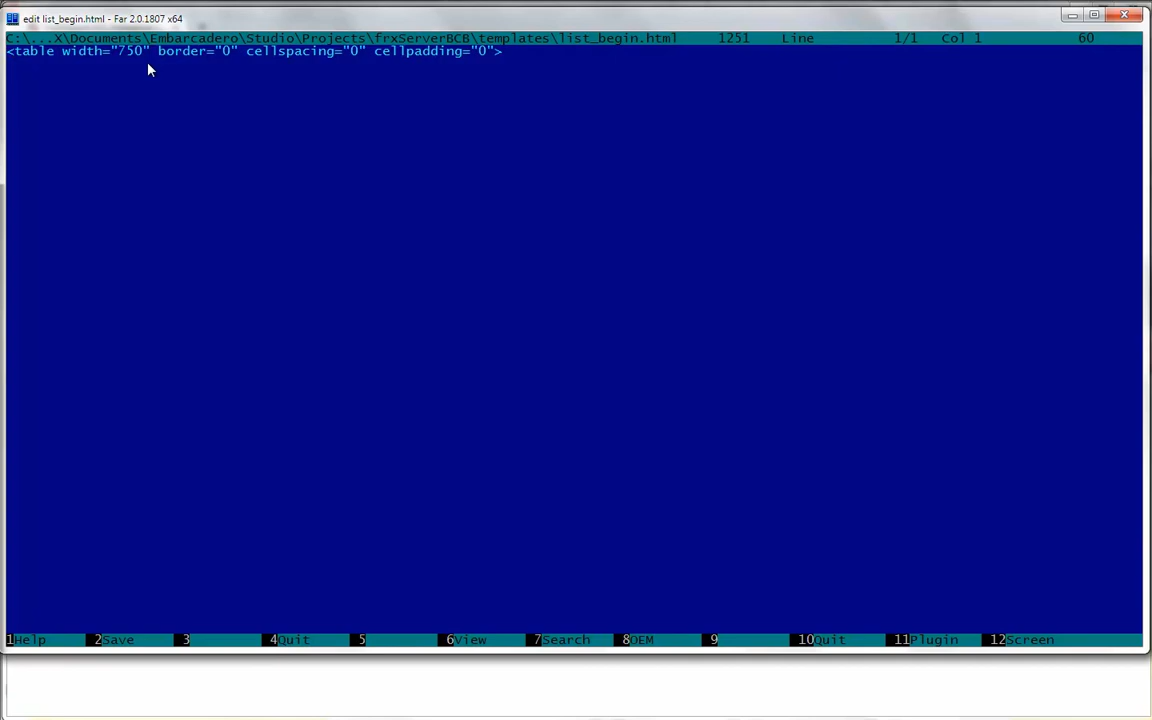 edit list_begin.html - Far 2.0.1807 x64
C:\...X\Documents\Embarcadero\Studio\Projects\frxServerBCB\templates\list_begin.html 1251 Line 1/1 Col 1 60
<table width="750" border="0" cellspacing="0" cellpadding="0">
1Help 2Save 3 4Quit 5 6View 7Search 8OEM 9 10Quit 11Plugin 12Screen